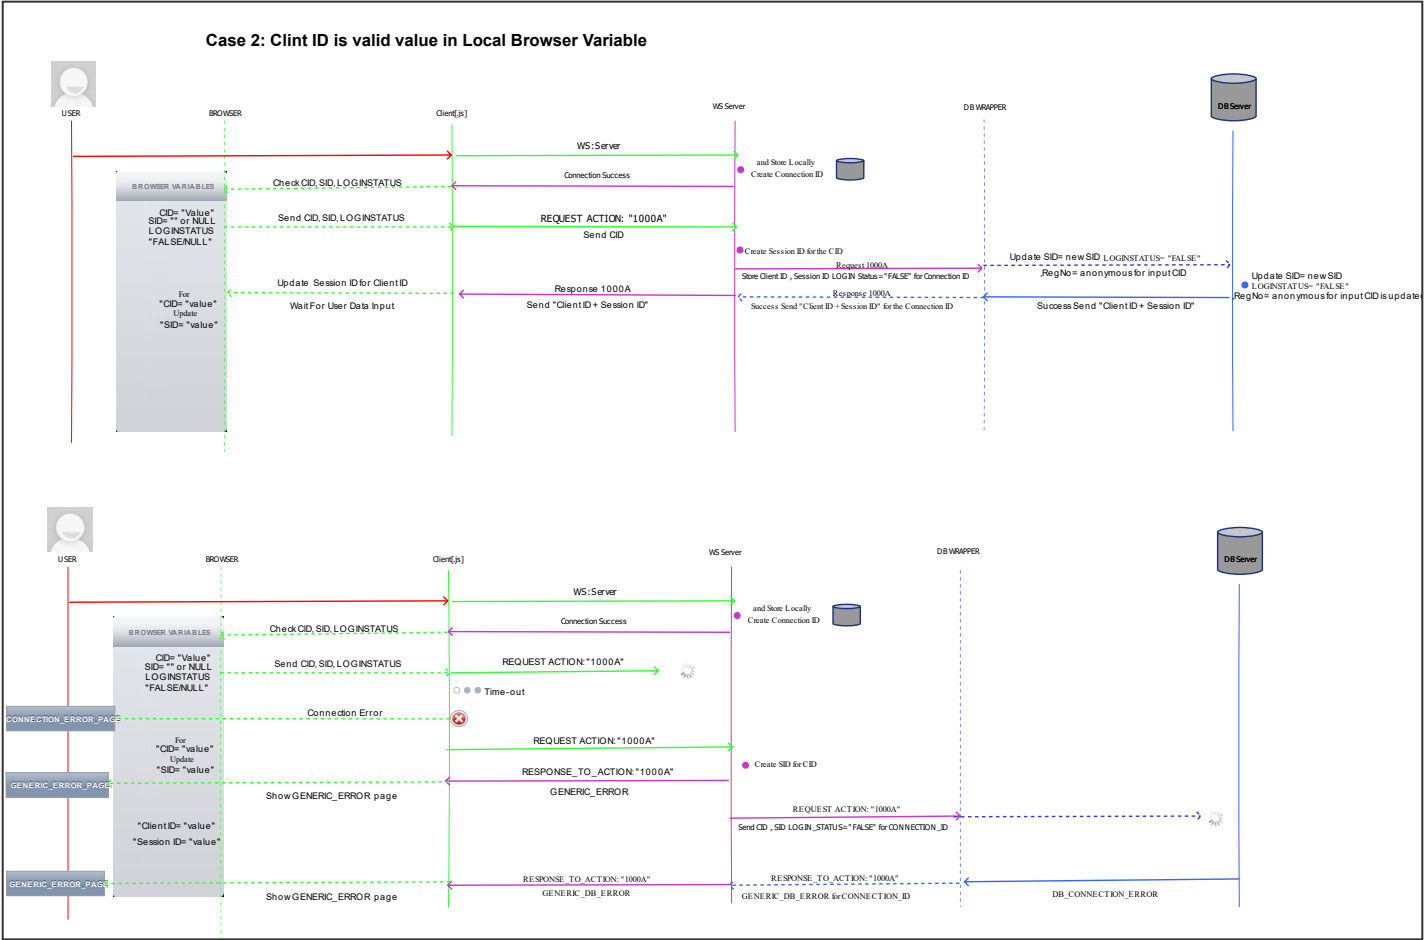 Case 2: Clint ID is valid value in Local Browser Variable
USER
BROWSER
Client[.js]
WS Server
DB WRAPPER
DB Server
WS: Server
and Store Locally
Create Connection ID
Connection Success
Check CID, SID, LOGINSTATUS
BROWSER VARIABLES
CID= "Value"
SID= "" or NULL
LOGINSTATUS
"FALSE/NULL"
Send CID, SID, LOGINSTATUS
REQUEST ACTION: "1000A"
Send CID
Create Session ID for the CID
Request 1000A
Store Client ID , Session ID LOGIN Status= "FALSE" for Connection ID
Update SID= new SID LOGINSTATUS= "FALSE"
,RegNo= anonymous for input CID
Update SID= new SID
LOGINSTATUS= "FALSE"
,RegNo= anonymous for input CID is updated
Update Session ID for Client ID
Wait For User Data Input
Response 1000A
Send "Client ID + Session ID"
Response 1000A
Success Send "Client ID + Session ID" for the Connection ID
Success Send "Client ID + Session ID"
For
"CID= "value"
Update
"SID= "value"
USER
BROWSER
Client[.js]
WS Server
DB WRAPPER
DB Server
WS: Server
and Store Locally
Create Connection ID
Connection Success
Check CID, SID, LOGINSTATUS
BROWSER VARIABLES
CID= "Value"
SID= "" or NULL
LOGINSTATUS
"FALSE/NULL"
Send CID, SID, LOGINSTATUS
REQUEST ACTION: "1000A"
Time-out
Connection Error
CONNECTION_ERROR_PAGE
For
"CID= "value"
Update
"SID= "value"
REQUEST ACTION: "1000A"
Create SID for CID
RESPONSE_TO_ACTION: "1000A"
GENERIC_ERROR
GENERIC_ERROR_PAGE
Show GENERIC_ERROR page
REQUEST ACTION: "1000A"
Send CID , SID LOGIN_STATUS= "FALSE" for CONNECTION_ID
"Client ID= "value"
"Session ID= "value"
GENERIC_ERROR_PAGE
Show GENERIC_ERROR page
RESPONSE_TO_ACTION: "1000A"
GENERIC_DB_ERROR
RESPONSE_TO_ACTION: "1000A"
GENERIC_DB_ERROR for CONNECTION_ID
DB_CONNECTION_ERROR